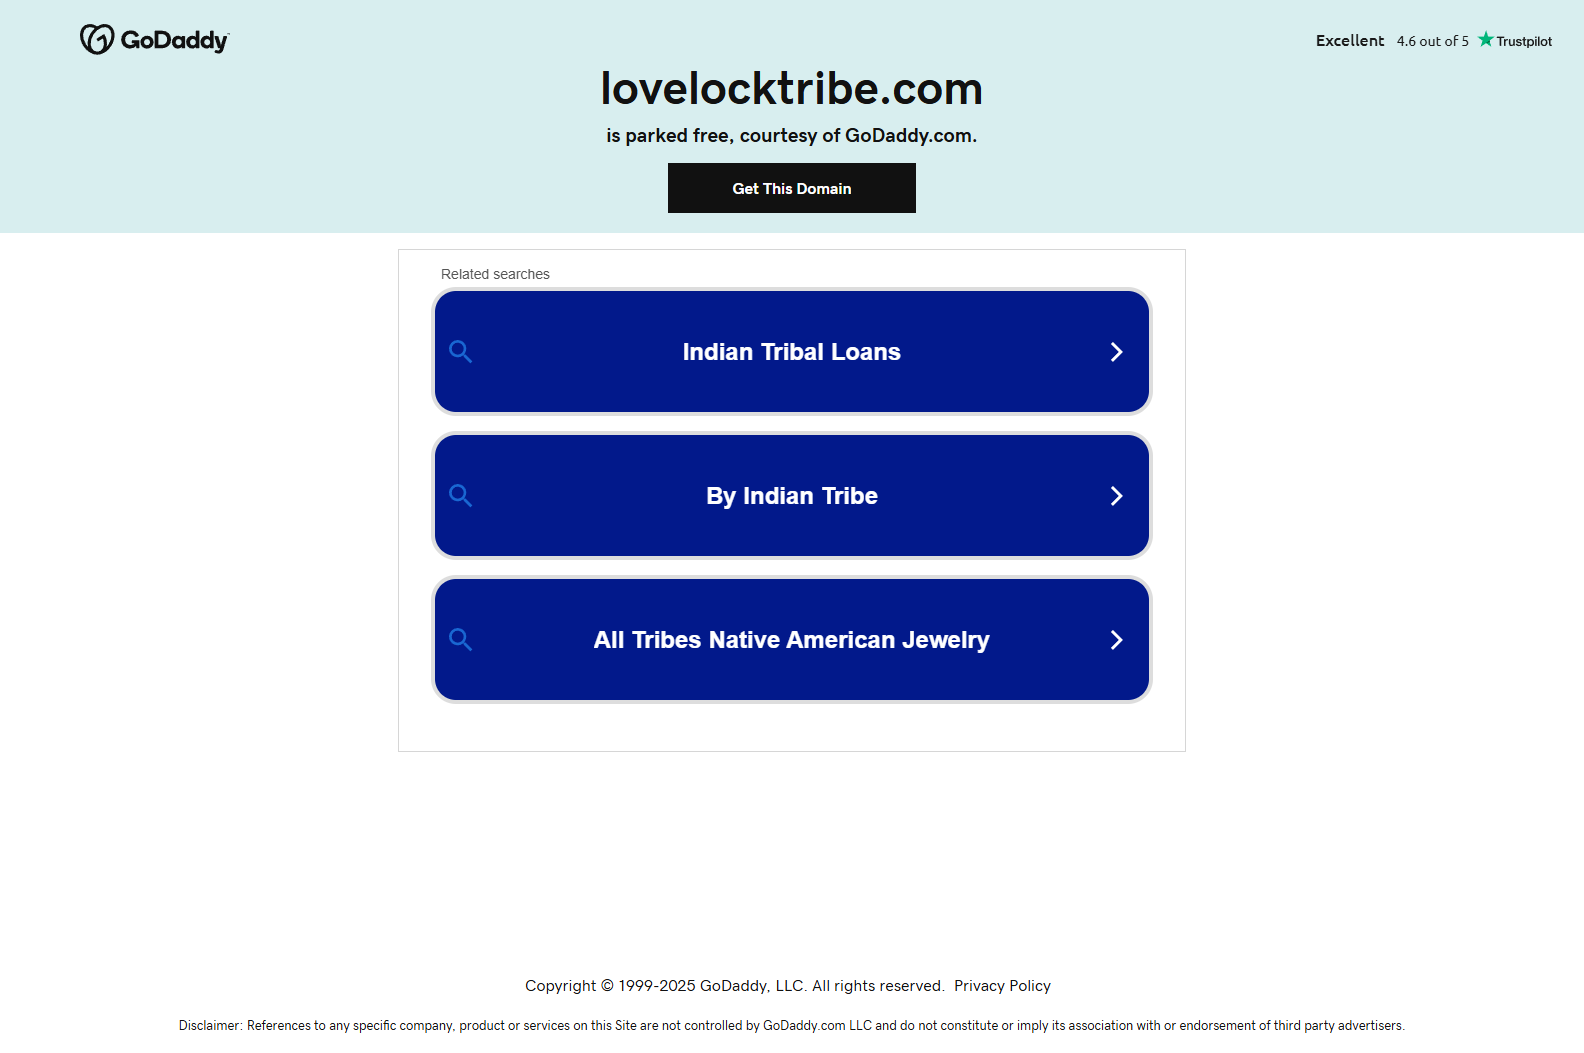 GoDaddy
Excellent 4.6 out of 5 Trustpilot
lovelocktribe.com
is parked free, courtesy of GoDaddy.com.
Get This Domain
Related searches
Indian Tribal Loans
By Indian Tribe
All Tribes Native American Jewelry
Copyright © 1999-2025 GoDaddy, LLC. All rights reserved. Privacy Policy
Disclaimer: References to any specific company, product or services on this Site are not controlled by GoDaddy.com LLC and do not constitute or imply its association with or endorsement of third party advertisers.